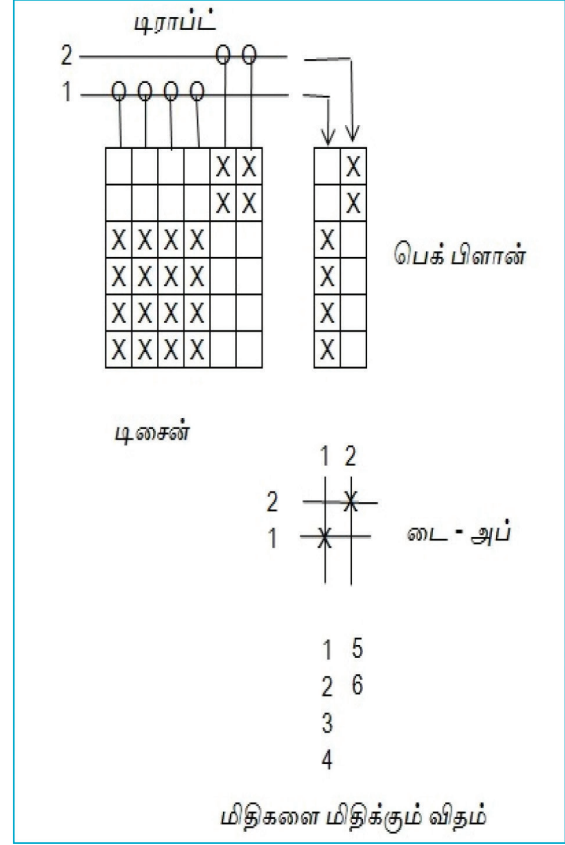 டிராப்ட்
2 O O
1 O O O O
X X X
X X X
X X X X X
X X X X X
பெக் பிளான்
X X X X X
X X X X X
டிசைன்
1 2
2 X
1 X
டை - அப்
1 5
2 6
3
4
மிதிகளை மிதிக்கும் விதம்